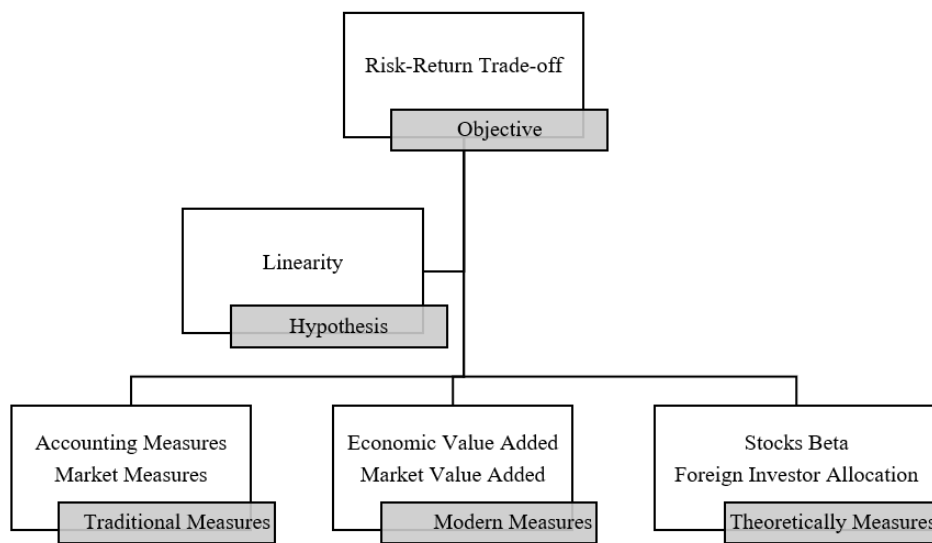 Risk-Return Trade-off
Objective
Linearity
Hypothesis
Accounting Measures
Market Measures
Traditional Measures
Economic Value Added
Market Value Added
Modern Measures
Stocks Beta
Foreign Investor Allocation
Theoretically Measures